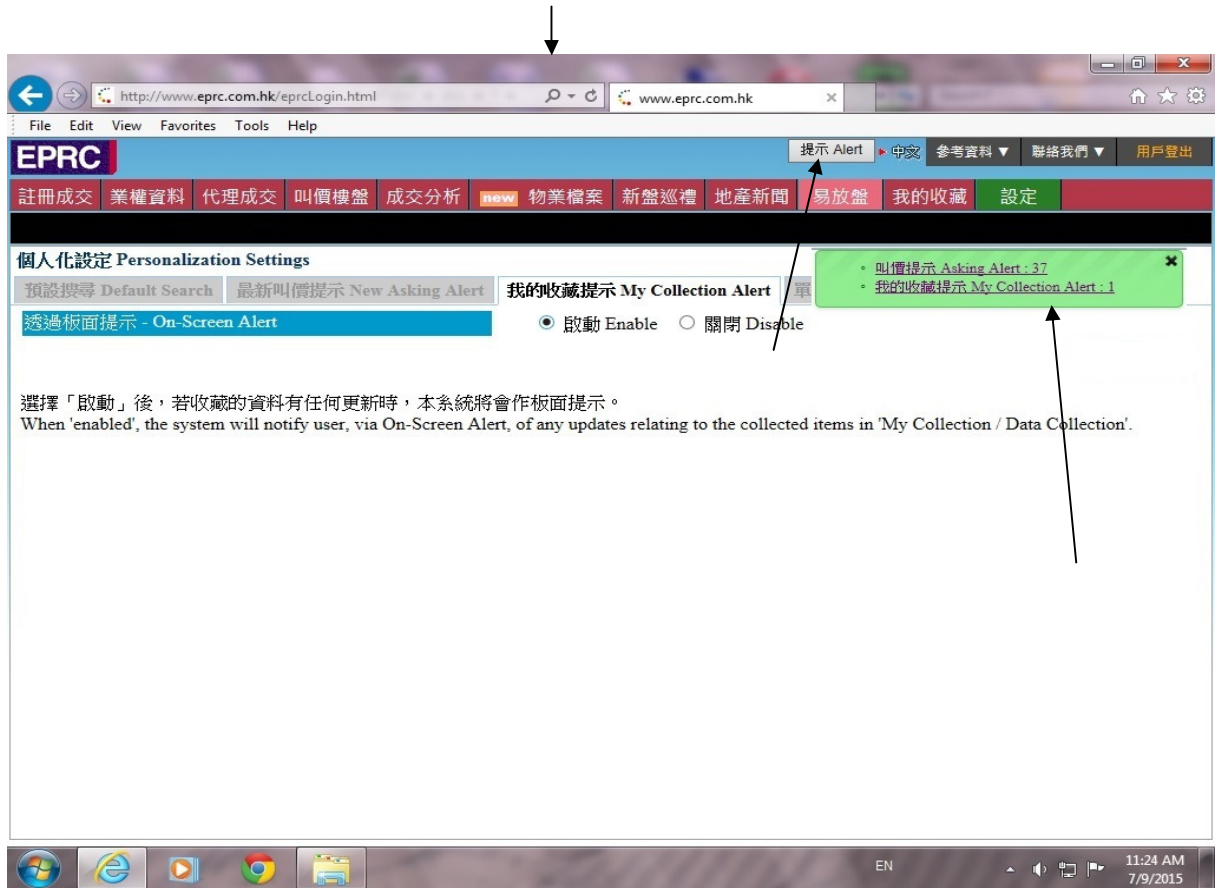 http://www.eprc.com.hk/eprcLogin.html www.eprc.com.hk
File Edit View Favorites Tools Help
EPRC 提示 Alert 中文 參考資料 ▼ 聯絡我們 ▼ 用戶登出
註冊成交 業權資料 代理成交 叫價樓盤 成交分析 new 物業檔案 新盤巡禮 地產新聞 易放盤 我的收藏 設定
個人化設定 Personalization Settings
叫價提示 Asking Alert : 37
我的收藏提示 My Collection Alert : 1
預設搜尋 Default Search 最新叫價提示 New Asking Alert 我的收藏提示 My Collection Alert 單
透過板面提示 - On-Screen Alert 啟動 Enable 關閉 Disable
選擇「啟動」後，若收藏的資料有任何更新時，本系統將會作板面提示。
When 'enabled', the system will notify user, via On-Screen Alert, of any updates relating to the collected items in 'My Collection / Data Collection'.
EN 11:24 AM
7/9/2015